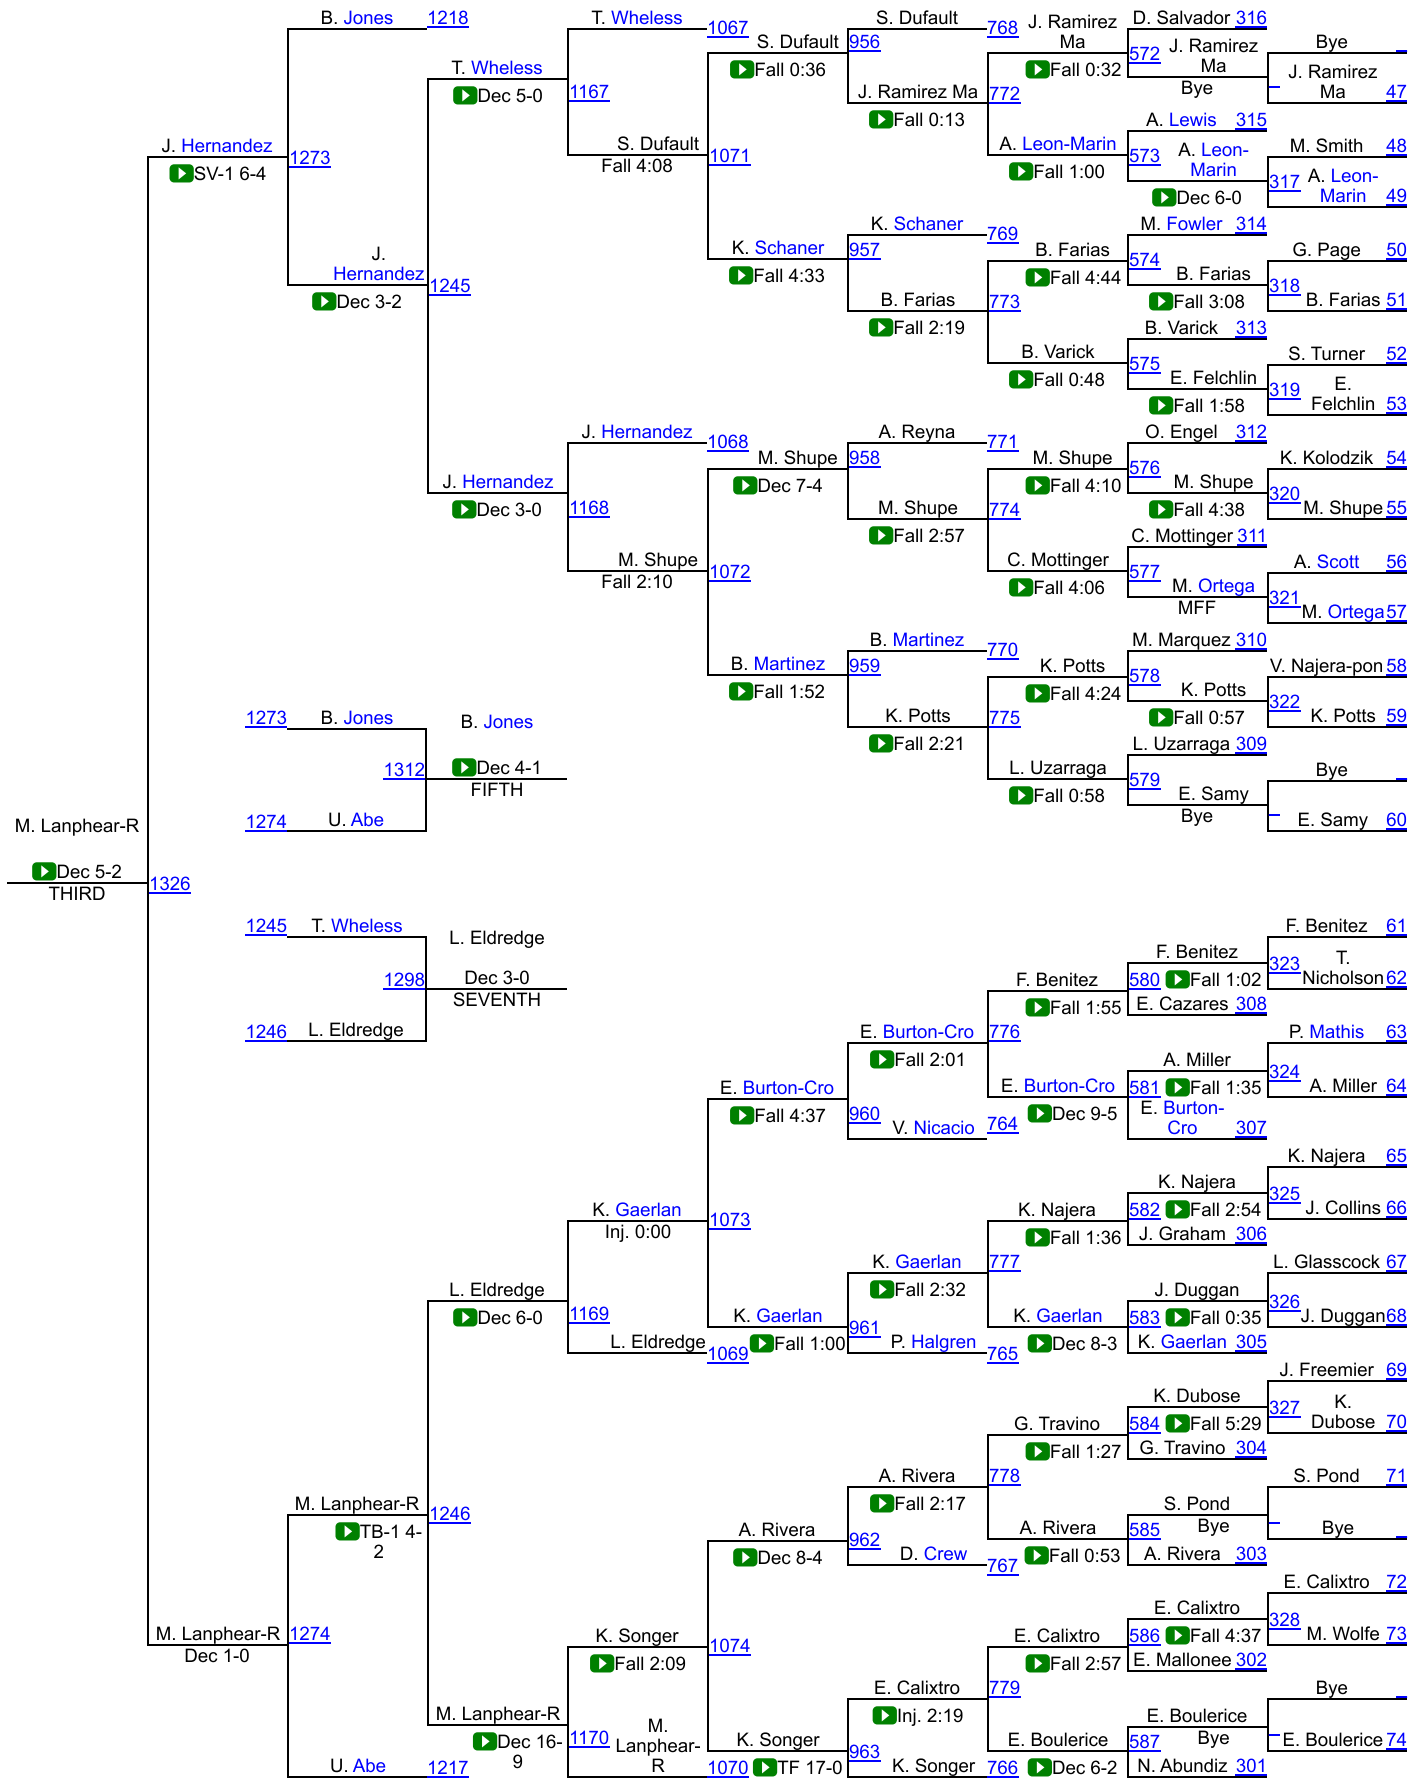 B. Jones 1218 T. Wheless S. Dufault D. Salvador 316
1067 768 J. Ramirez Ma
S. Dufault 956 Bye
572 J. Ramirez Ma
T. Wheless Fall 0:36 Fall 0:32
Dec 5-0 1167 J. Ramirez Ma 772 Bye J. Ramirez Ma 47
Fall 0:13
S. Dufault A. Leon-Marin A. Lewis 315
Fall 4:08 1071 Fall 1:00 573 A. Leon-Marin M. Smith 48
J. Hernandez 1273 Dec 6-0 317 A. Leon-Marin 49
SV-1 6-4
K. Schaner 769 M. Fowler 314
K. Schaner 957 B. Farias 574 G. Page 50
Fall 4:33 Fall 4:44 B. Farias 318
J. Hernandez 1245 B. Farias 773 Fall 3:08 B. Farias 51
Dec 3-2 Fall 2:19
B. Varick B. Varick 313
Fall 0:48 575 S. Turner 52
E. Felchlin 319 E. Felchlin 53
Fall 1:58
J. Hernandez 1068 A. Reyna 771 O. Engel 312
M. Shupe 958 M. Shupe 576 K. Kolodzik 54
J. Hernandez Dec 7-4 Fall 4:10 M. Shupe 320
Dec 3-0 1168 M. Shupe 774 Fall 4:38 M. Shupe 55
Fall 2:57
M. Shupe 1072 C. Mottinger C. Mottinger 311
Fall 2:10 Fall 4:06 577 A. Scott 56
M. Ortega 321 M. Ortega 57
MFF
B. Martinez 770 M. Marquez 310
B. Martinez 959 K. Potts 578 V. Najera-pon 58
Fall 1:52 Fall 4:24 K. Potts 322
1273 B. Jones B. Jones K. Potts 775 Fall 0:57 K. Potts 59
Fall 2:21
1312 Dec 4-1 L. Uzarraga L. Uzarraga 309
FIFTH Fall 0:58 579 Bye
1274 U. Abe E. Samy E. Samy 60
Bye
M. Lanphear-R
Dec 5-2 1326
THIRD
1245 T. Wheless L. Eldredge F. Benitez 61
F. Benitez 323 T. Nicholson 62
1298 Dec 3-0 F. Benitez 580 Fall 1:02
SEVENTH Fall 1:55 E. Cazares 308
1246 L. Eldredge E. Burton-Cro 776 P. Mathis 63
Fall 2:01 A. Miller 324
E. Burton-Cro E. Burton-Cro 581 Fall 1:35 A. Miller 64
Fall 4:37 960 Dec 9-5 E. Burton-Cro 307
V. Nicacio 764
K. Najera 65
K. Najera 325
K. Gaerlan 1073 K. Najera 582 Fall 2:54 J. Collins 66
Inj. 0:00 Fall 1:36 J. Graham 306
K. Gaerlan 777 L. Glasscock 67
L. Eldredge Fall 2:32 J. Duggan 326
Dec 6-0 1169 K. Gaerlan 961 K. Gaerlan 583 Fall 0:35 J. Duggan 68
L. Eldredge 1069 Fall 1:00 P. Halgren 765 Dec 8-3 K. Gaerlan 305
J. Freemier 69
K. Dubose 327 K. Dubose 70
G. Travino 584 Fall 5:29
Fall 1:27 G. Travino 304
A. Rivera 778 S. Pond 71
Fall 2:17 S. Pond
M. Lanphear-R 1246 A. Rivera 962 A. Rivera 585 Bye Bye
TB-1 4-2 Dec 8-4 D. Crew 767 Fall 0:53 A. Rivera 303
E. Calixtro 72
E. Calixtro 328
M. Lanphear-R 1274 K. Songer 1074 E. Calixtro 586 Fall 4:37 M. Wolfe 73
Dec 1-0 Fall 2:09 Fall 2:57 E. Mallonee 302
E. Calixtro 779 Bye
M. Lanphear-R Inj. 2:19 E. Boulerice
Dec 16-9 1170 M. Lanphear-R K. Songer 963 E. Boulerice 587 Bye E. Boulerice 74
U. Abe 1217 1070 TF 17-0 K. Songer 766 Dec 6-2 N. Abundiz 301